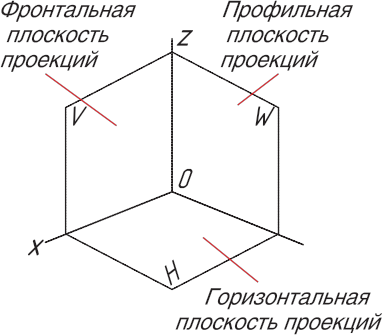 Фронтальная
плоскость
проекций
Профильная
плоскость
проекций
z
V
W
O
x
H
Горизонтальная
плоскость проекций